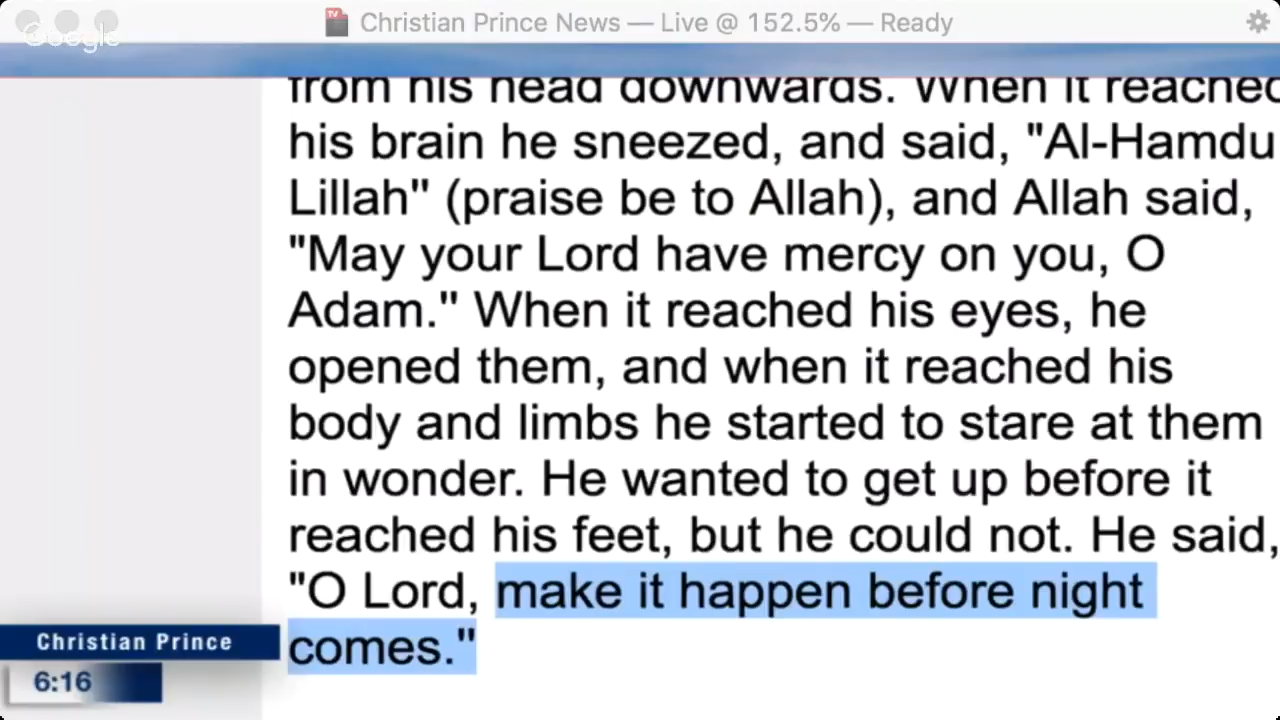 Christian Prince News — Live @ 152.5% — Ready
Google
from his head downwards. When it reached
his brain he sneezed, and said, "Al-Hamdu
Lillah" (praise be to Allah), and Allah said,
"May your Lord have mercy on you, O
Adam." When it reached his eyes, he
opened them, and when it reached his
body and limbs he started to stare at them
in wonder. He wanted to get up before it
reached his feet, but he could not. He said,
"O Lord, make it happen before night
comes."
Christian Prince
6:16